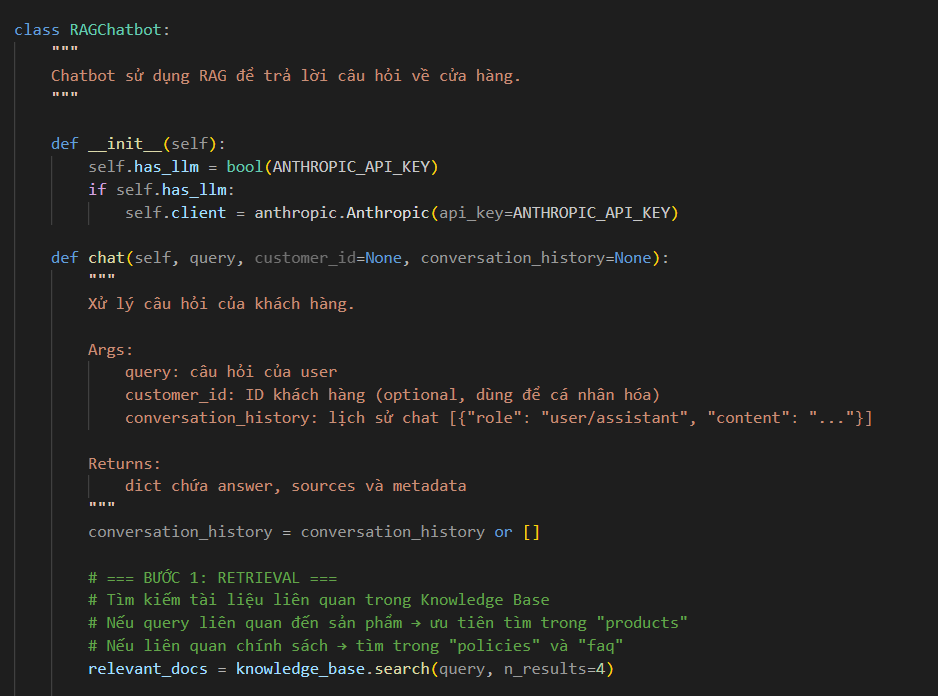 class RAGChatbot:
"""
Chatbot sử dụng RAG để trả lời câu hỏi về cửa hàng.
"""
def __init__(self):
self.has_llm = bool(ANTHROPIC_API_KEY)
if self.has_llm:
self.client = anthropic.Anthropic(api_key=ANTHROPIC_API_KEY)
def chat(self, query, customer_id=None, conversation_history=None):
"""
Xử lý câu hỏi của khách hàng.
Args:
query: câu hỏi của user
customer_id: ID khách hàng (optional, dùng để cá nhân hóa)
conversation_history: lịch sử chat [{"role": "user/assistant", "content": "..."}]
Returns:
dict chứa answer, sources và metadata
"""
conversation_history = conversation_history or []
# === BƯỚC 1: RETRIEVAL ===
# Tìm kiếm tài liệu liên quan trong Knowledge Base
# Nếu query liên quan đến sản phẩm → ưu tiên tìm trong "products"
# Nếu liên quan chính sách → tìm trong "policies" và "faq"
relevant_docs = knowledge_base.search(query, n_results=4)